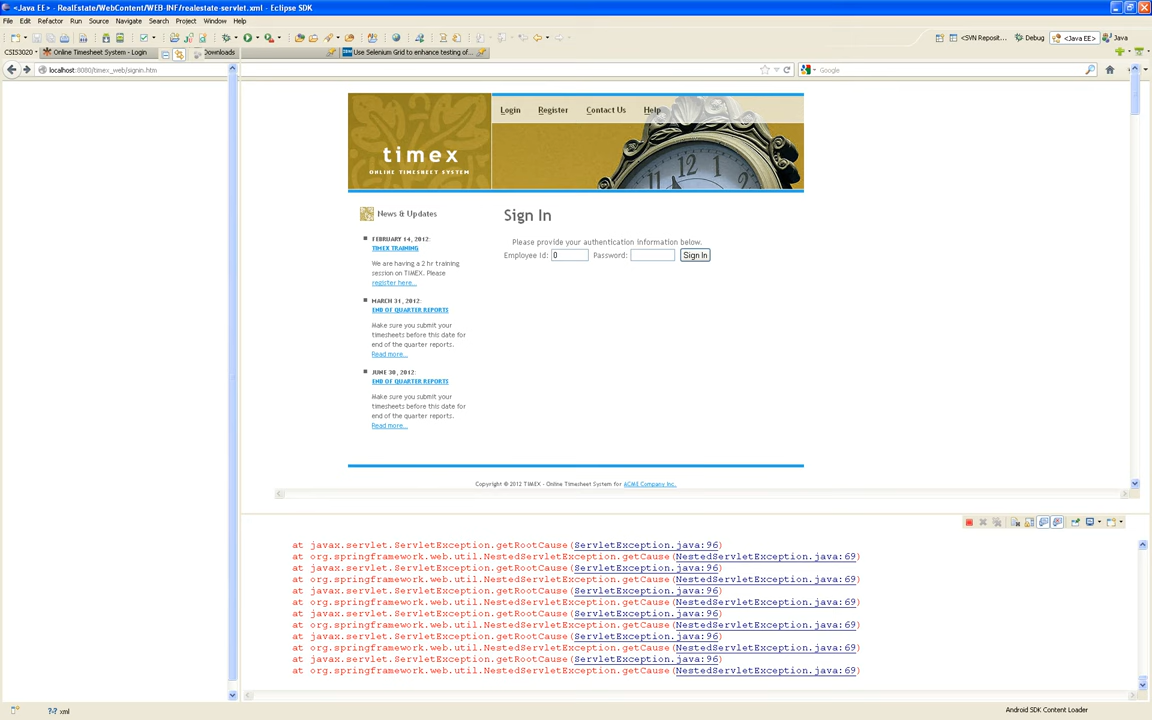 <Java EE> - RealEstate/WebContent/WEB-INF/realestate-servlet.xml - Eclipse SDK
File Edit Refactor Run Source Navigate Search Project Window Help
<SVN Reposit... Debug <Java EE> Java
CSI53020 Online Timesheet System - Login Downloads Use Selenium Grid to enhance testing of...
localhost:8080/timex_web/signin.htm Google
Login Register Contact Us Help
timex
ONLINE TIMESHEET SYSTEM
News & Updates
FEBRUARY 14, 2012:
TIMEX TRAINING
We are having a 2 hr training
session on TIMEX. Please
register here...
MARCH 31, 2012:
END OF QUARTER REPORTS
Make sure you submit your
timesheets before this date for
end of the quarter reports.
Read more...
JUNE 30, 2012:
END OF QUARTER REPORTS
Make sure you submit your
timesheets before this date for
end of the quarter reports.
Read more...
Sign In
Please provide your authentication information below.
Employee Id: 0 Password: Sign In
11 12 1
Copyright © 2012 TIMEX - Online Timesheet System for ACME Company Inc.
at javax.servlet.ServletException.getRootCause(ServletException.java:96)
at org.springframework.web.util.NestedServletException.getCause(NestedServletException.java:69)
at javax.servlet.ServletException.getRootCause(ServletException.java:96)
at org.springframework.web.util.NestedServletException.getCause(NestedServletException.java:69)
at javax.servlet.ServletException.getRootCause(ServletException.java:96)
at org.springframework.web.util.NestedServletException.getCause(NestedServletException.java:69)
at javax.servlet.ServletException.getRootCause(ServletException.java:96)
at org.springframework.web.util.NestedServletException.getCause(NestedServletException.java:69)
at javax.servlet.ServletException.getRootCause(ServletException.java:96)
at org.springframework.web.util.NestedServletException.getCause(NestedServletException.java:69)
at javax.servlet.ServletException.getRootCause(ServletException.java:96)
at org.springframework.web.util.NestedServletException.getCause(NestedServletException.java:69)
xml Android SDK Content Loader